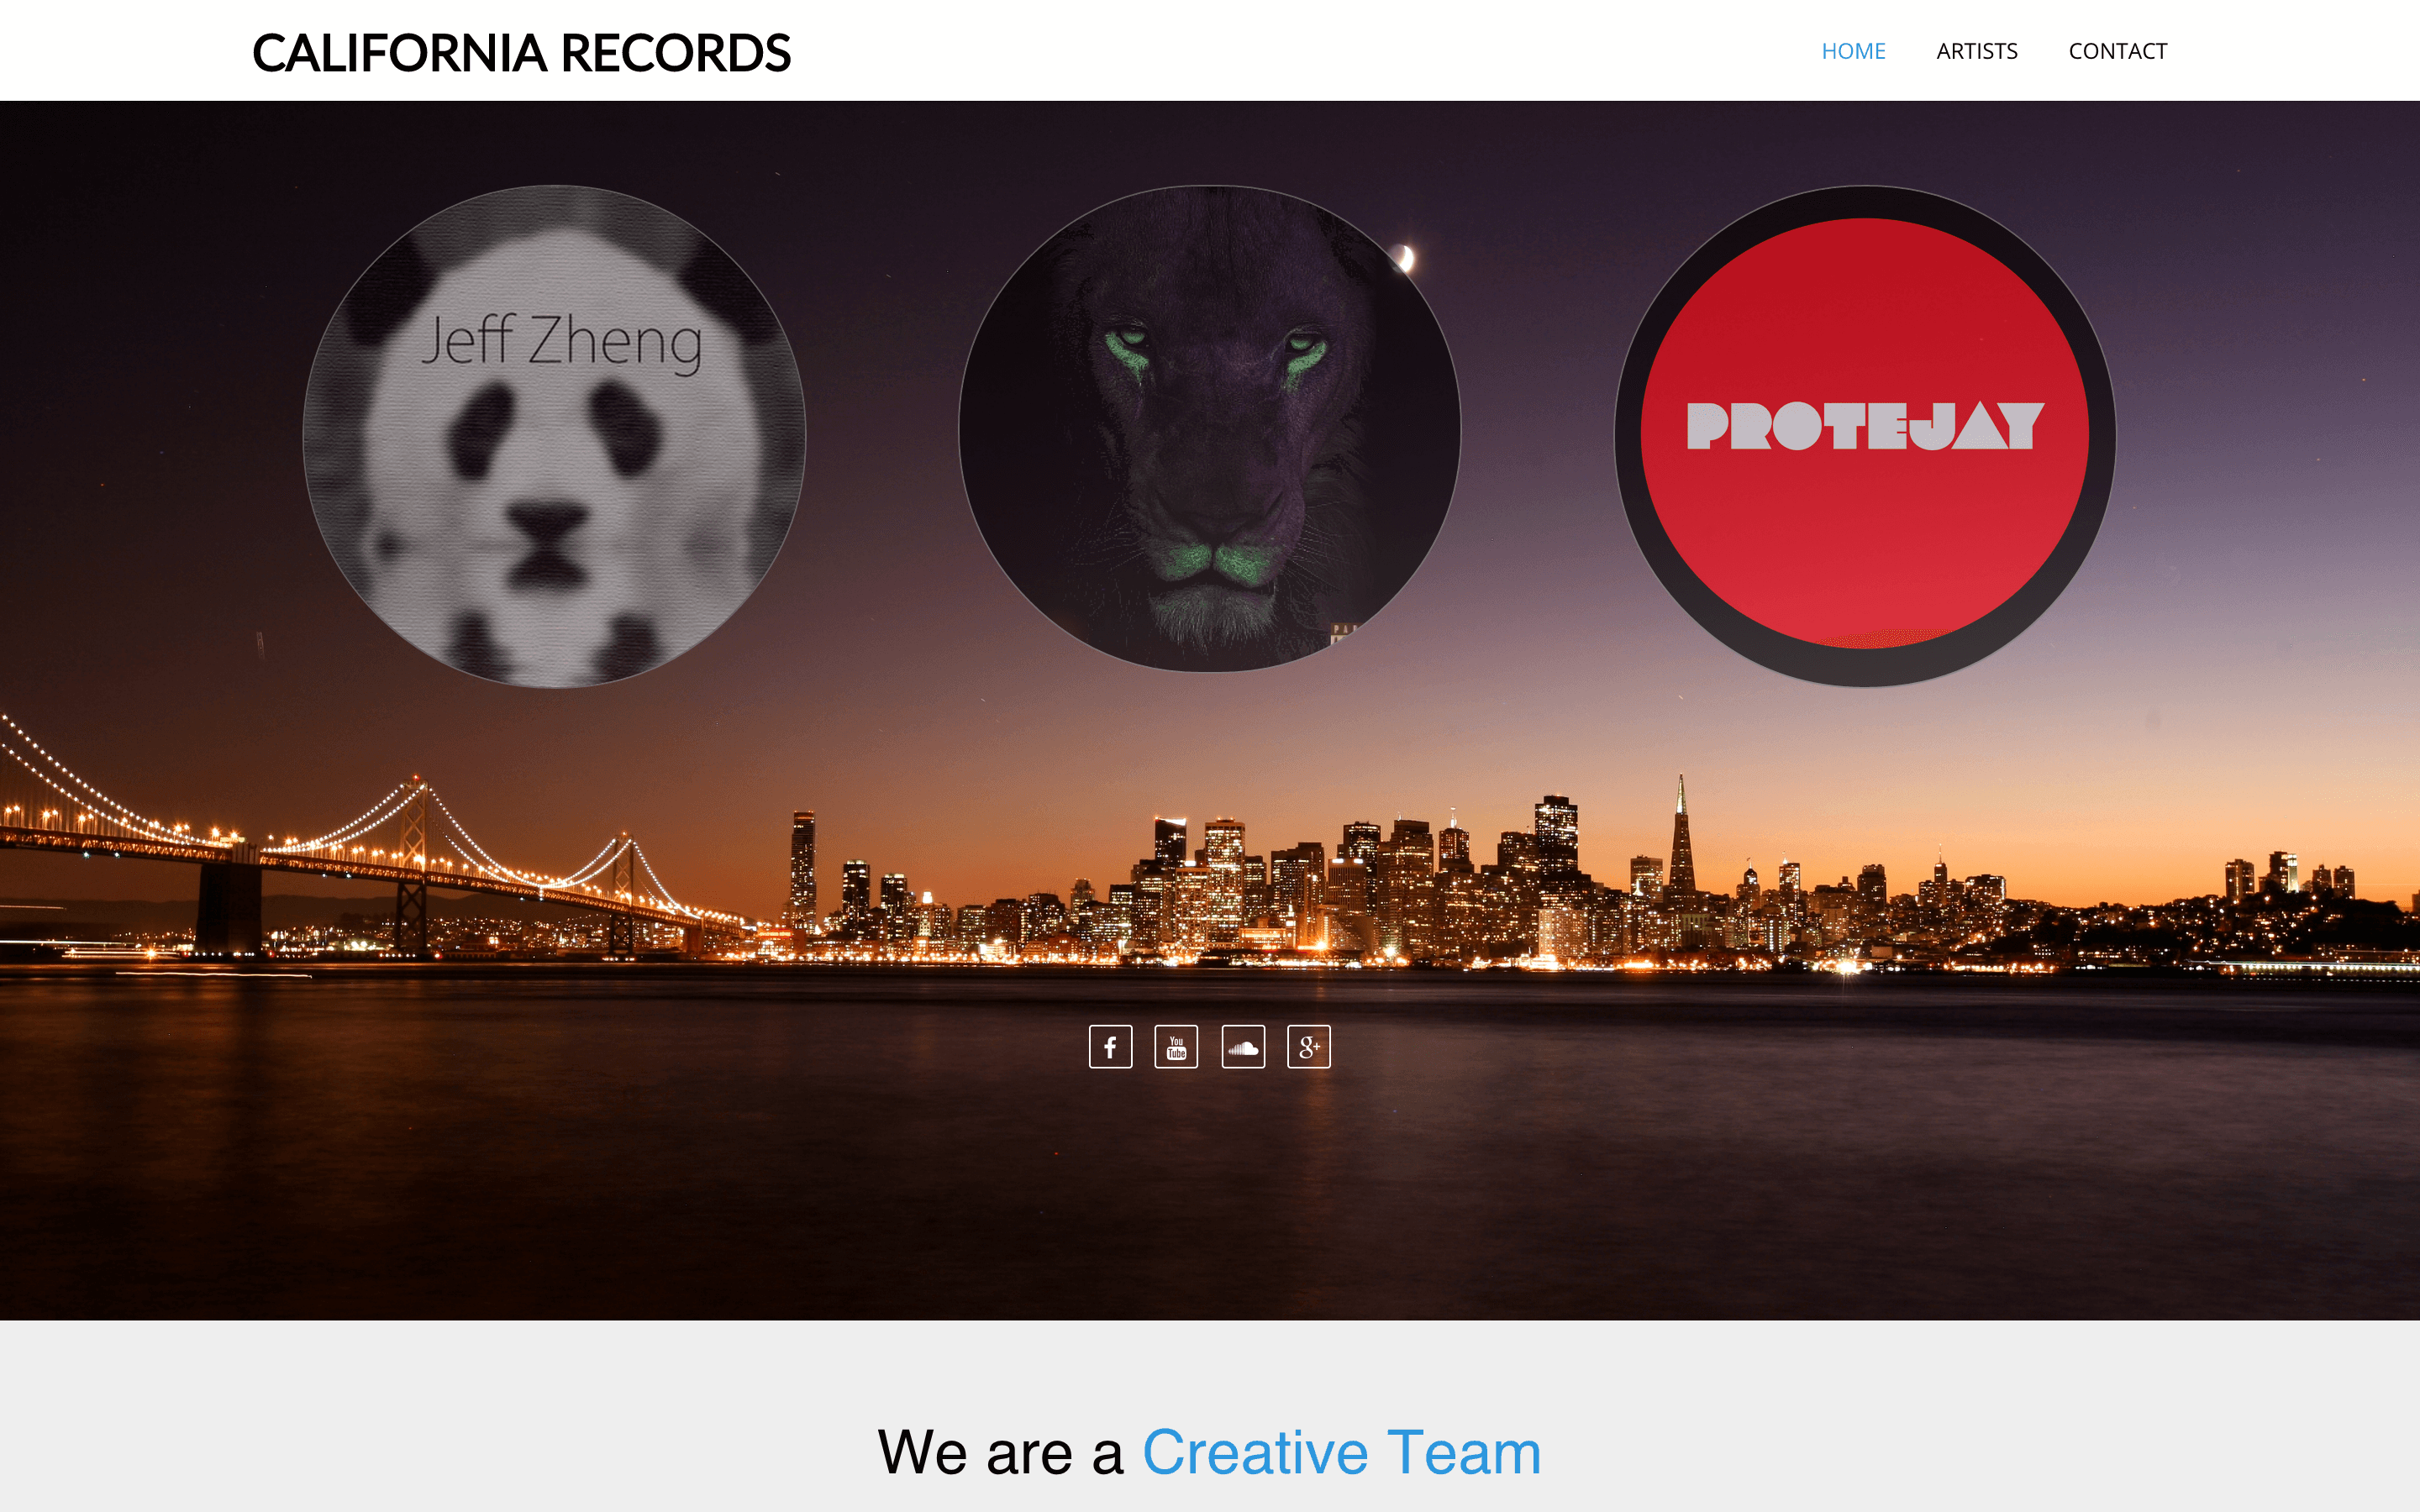 CALIFORNIA RECORDS
HOME ARTISTS CONTACT
Jeff Zheng
PROTEJAY
You
Tube
g+
We are a Creative Team